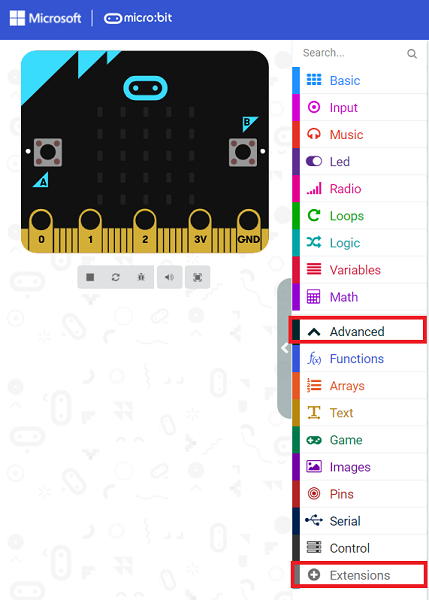 Microsoft | micro:bit
Search...
Basic
Input
Music
Led
Radio
Loops
Logic
Variables
Math
Advanced
f(x) Functions
Arrays
T Text
Game
Images
Pins
Serial
Control
Extensions
B
A
0 1 2 3V GND